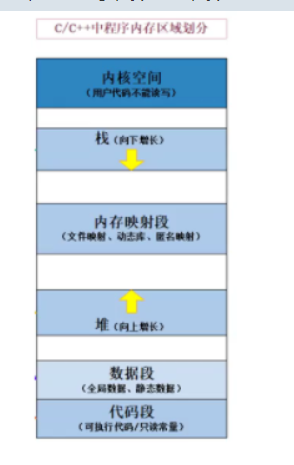 C/C++中程序内存区域划分
内核空间
(用户代码不能读写)
栈 (向下增长)
内存映射段
(文件映射、动态库、匿名映射)
堆 (向上增长)
数据段
(全局数据、静态数据)
代码段
(可执行代码/只读常量)